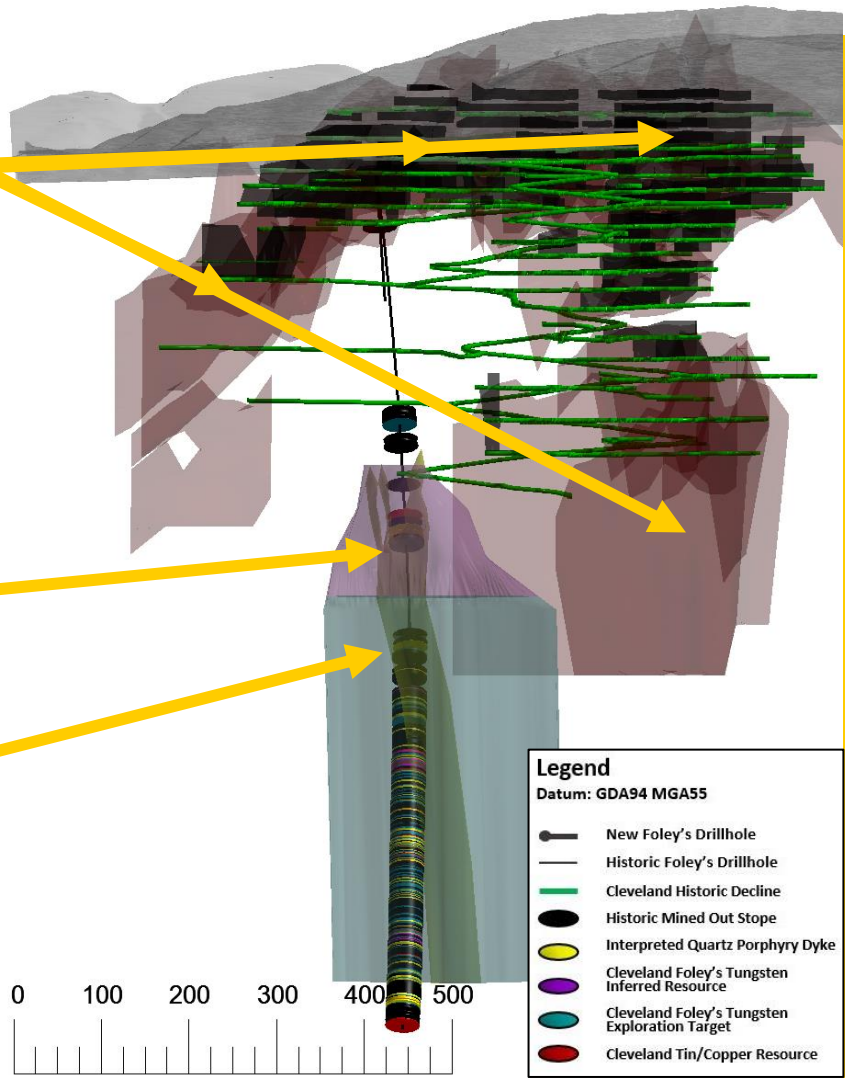 Legend
Datum: GDA94 MGA55
New Foley's Drillhole
Historic Foley's Drillhole
Cleveland Historic Decline
Historic Mined Out Stope
Interpreted Quartz Porphyry Dyke
Cleveland Foley's Tungsten
Inferred Resource
Cleveland Foley's Tungsten
Exploration Target
Cleveland Tin/Copper Resource
0 100 200 300 400 500